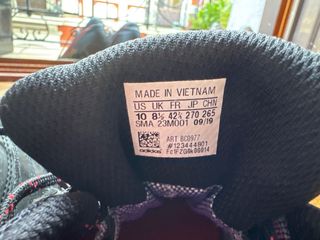 MADE IN VIETNAM
US UK FR JP CHN
10 8½ 42⅔ 270 265
SMA 23M001 09/19
ART BC0977
#123444801
adidas